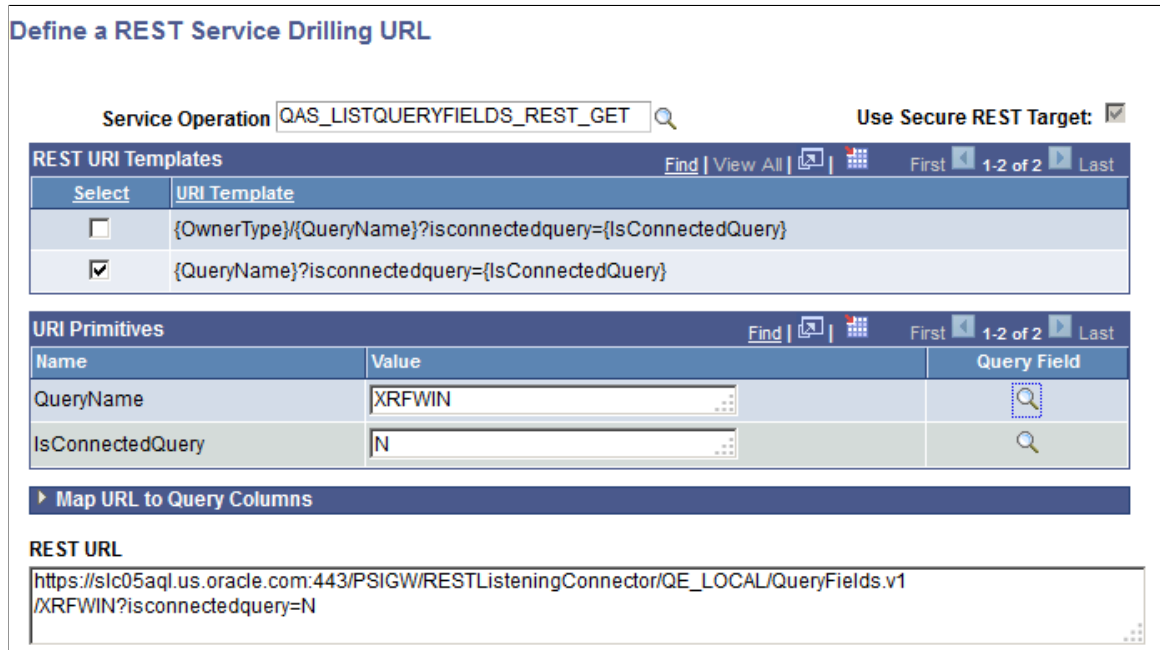 Define a REST Service Drilling URL
Service Operation QAS_LISTQUERYFIELDS_REST_GET Use Secure REST Target:
REST URI Templates Find | View All | | First 1-2 of 2 Last
Select URI Template
{OwnerType}/{QueryName}?isconnectedquery={IsConnectedQuery}
{QueryName}?isconnectedquery={IsConnectedQuery}
URI Primitives Find | | First 1-2 of 2 Last
Name Value Query Field
QueryName XRFWIN
IsConnectedQuery N
Map URL to Query Columns
REST URL
https://slc05aql.us.oracle.com:443/PSIGW/RESTListeningConnector/QE_LOCAL/QueryFields.v1
/XRFWIN?isconnectedquery=N